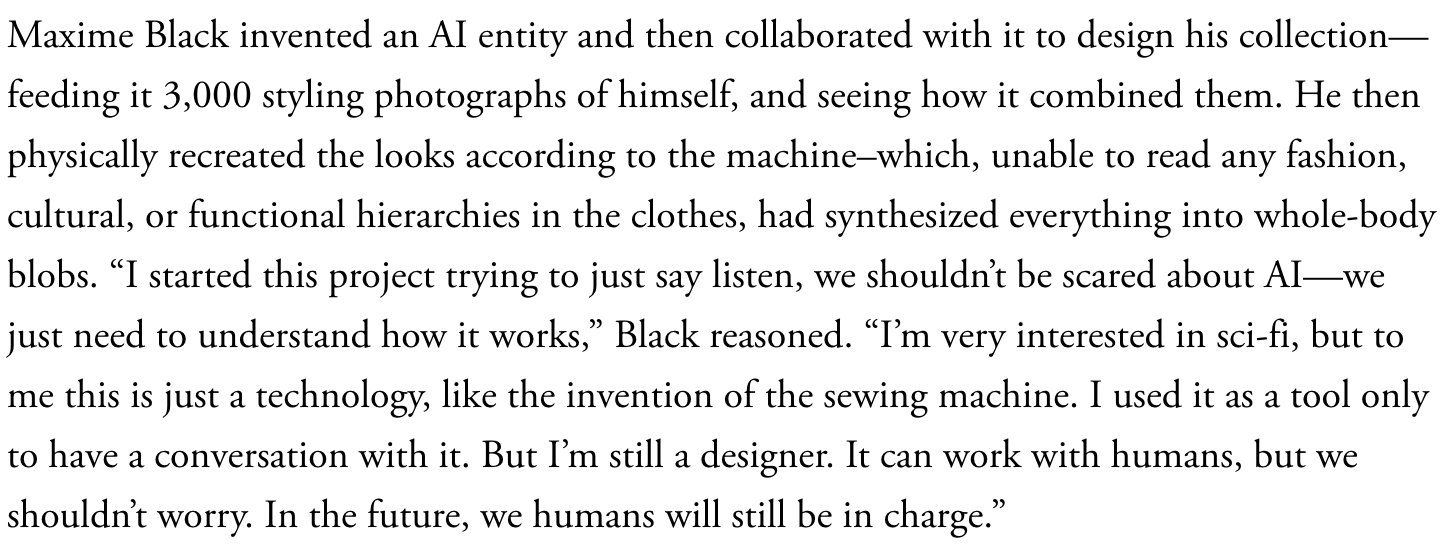 Maxime Black invented an AI entity and then collaborated with it to design his collection—
feeding it 3,000 styling photographs of himself, and seeing how it combined them. He then
physically recreated the looks according to the machine–which, unable to read any fashion,
cultural, or functional hierarchies in the clothes, had synthesized everything into whole-body
blobs. “I started this project trying to just say listen, we shouldn’t be scared about AI—we
just need to understand how it works,” Black reasoned. “I’m very interested in sci-fi, but to
me this is just a technology, like the invention of the sewing machine. I used it as a tool only
to have a conversation with it. But I’m still a designer. It can work with humans, but we
shouldn’t worry. In the future, we humans will still be in charge.”